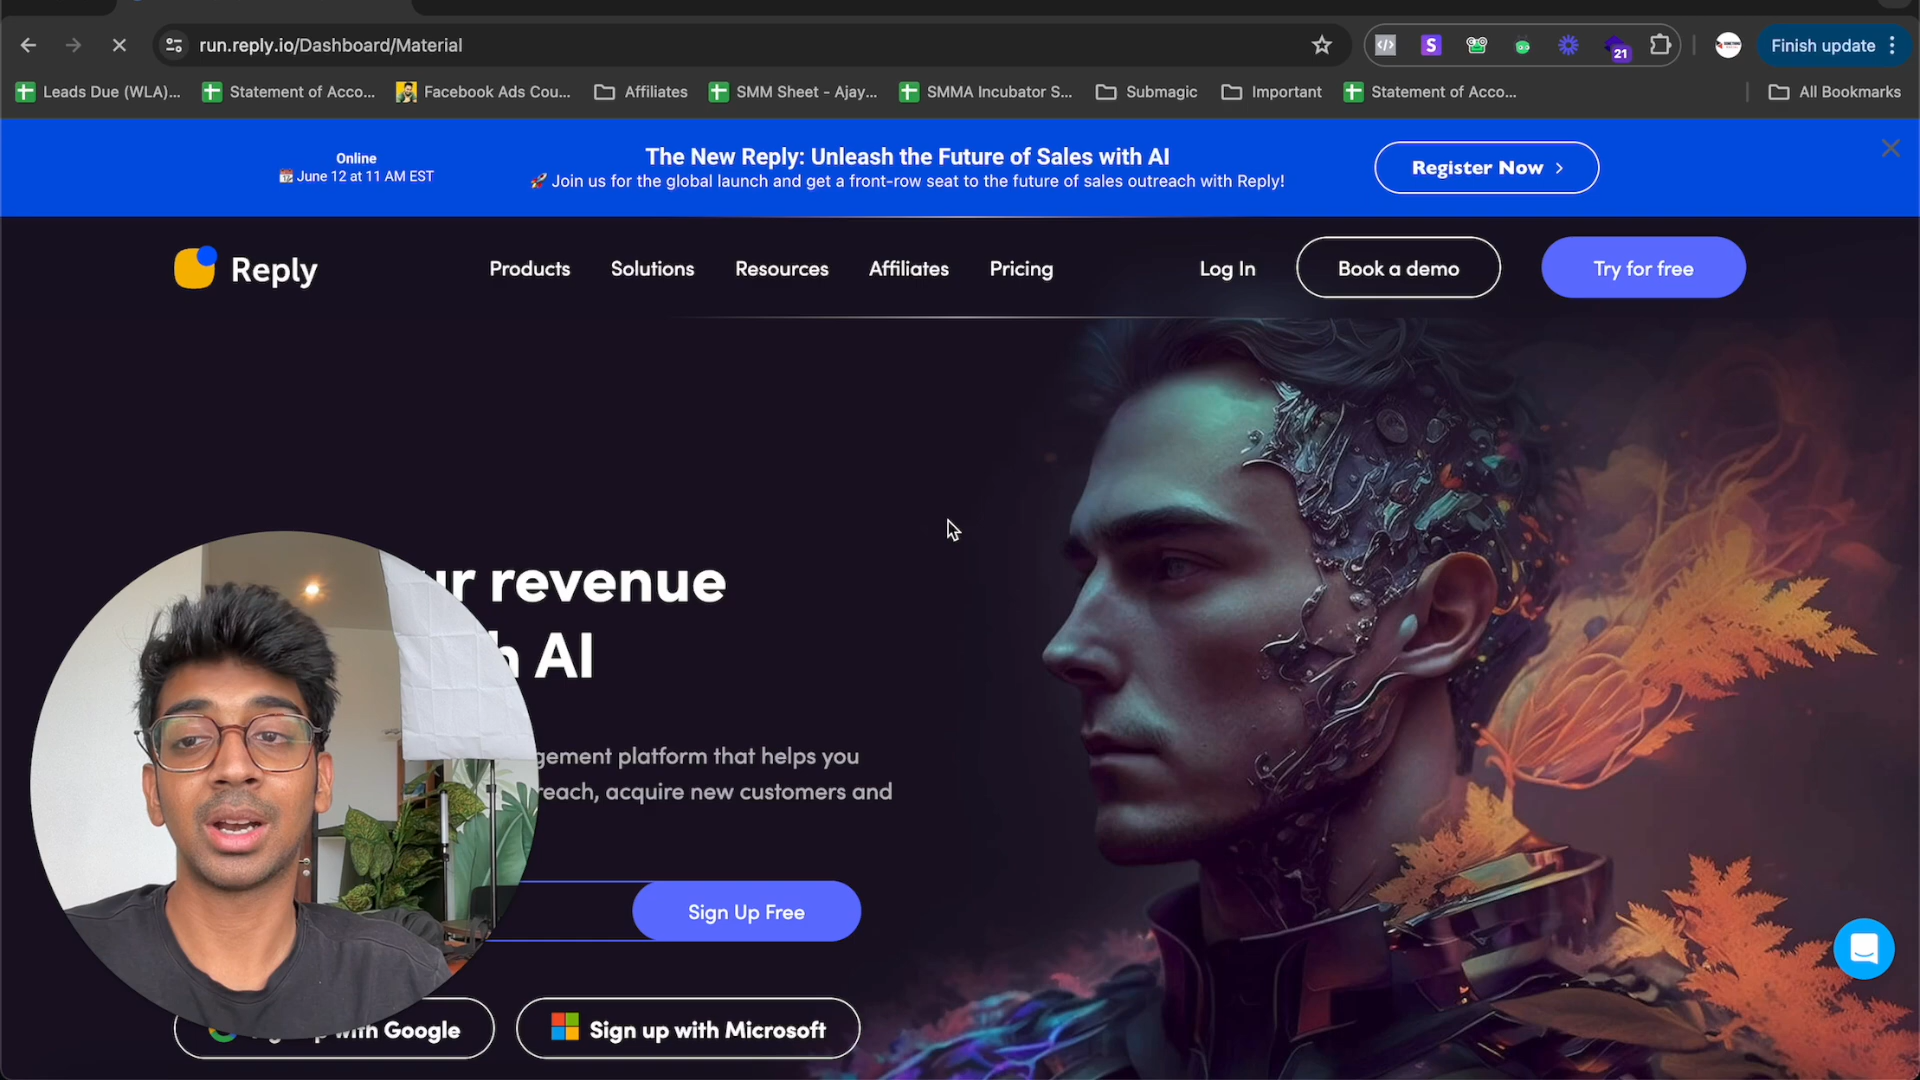 run.reply.io/Dashboard/Material
21
Finish update
Leads Due (WLA)...
Statement of Acco...
Facebook Ads Cou...
Affiliates
SMM Sheet - Ajay...
SMMA Incubator S...
Submagic
Important
Statement of Acco...
All Bookmarks
Online
June 12 at 11 AM EST
The New Reply: Unleash the Future of Sales with AI
🚀 Join us for the global launch and get a front-row seat to the future of sales outreach with Reply!
Register Now
Reply
Products
Solutions
Resources
Affiliates
Pricing
Log In
Book a demo
Try for free
revenue
AI
platform that helps you
acquire new customers and
Sign Up Free
with Google
Sign up with Microsoft